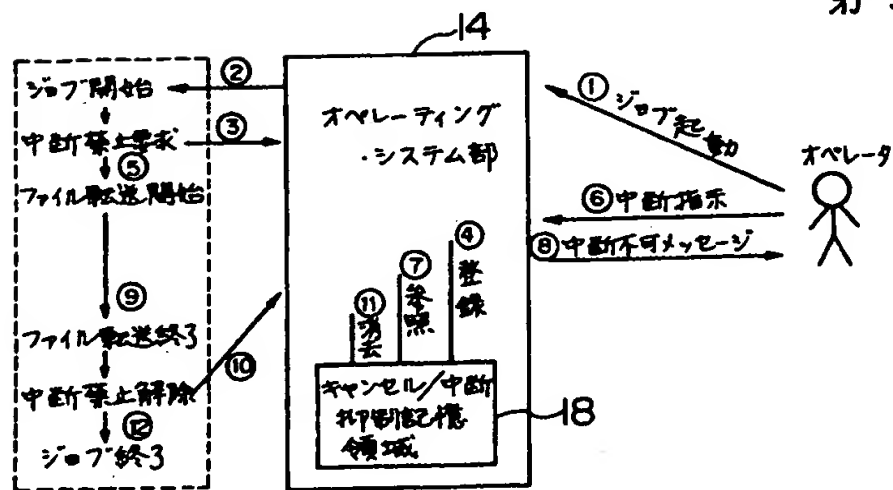 14
ジョブ開始
②
中断禁止要求
③
⑤
ファイル転送開始
⑨
ファイル転送終了
⑩
中断禁止解除
⑫
ジョブ終了
オペレーティング
・システム部
④登録
⑦参照
⑪消去
キャンセル/中断
抑制記憶
領域
18
①ジョブ起動
オペレータ
⑥中断指示
⑧中断不可メッセージ